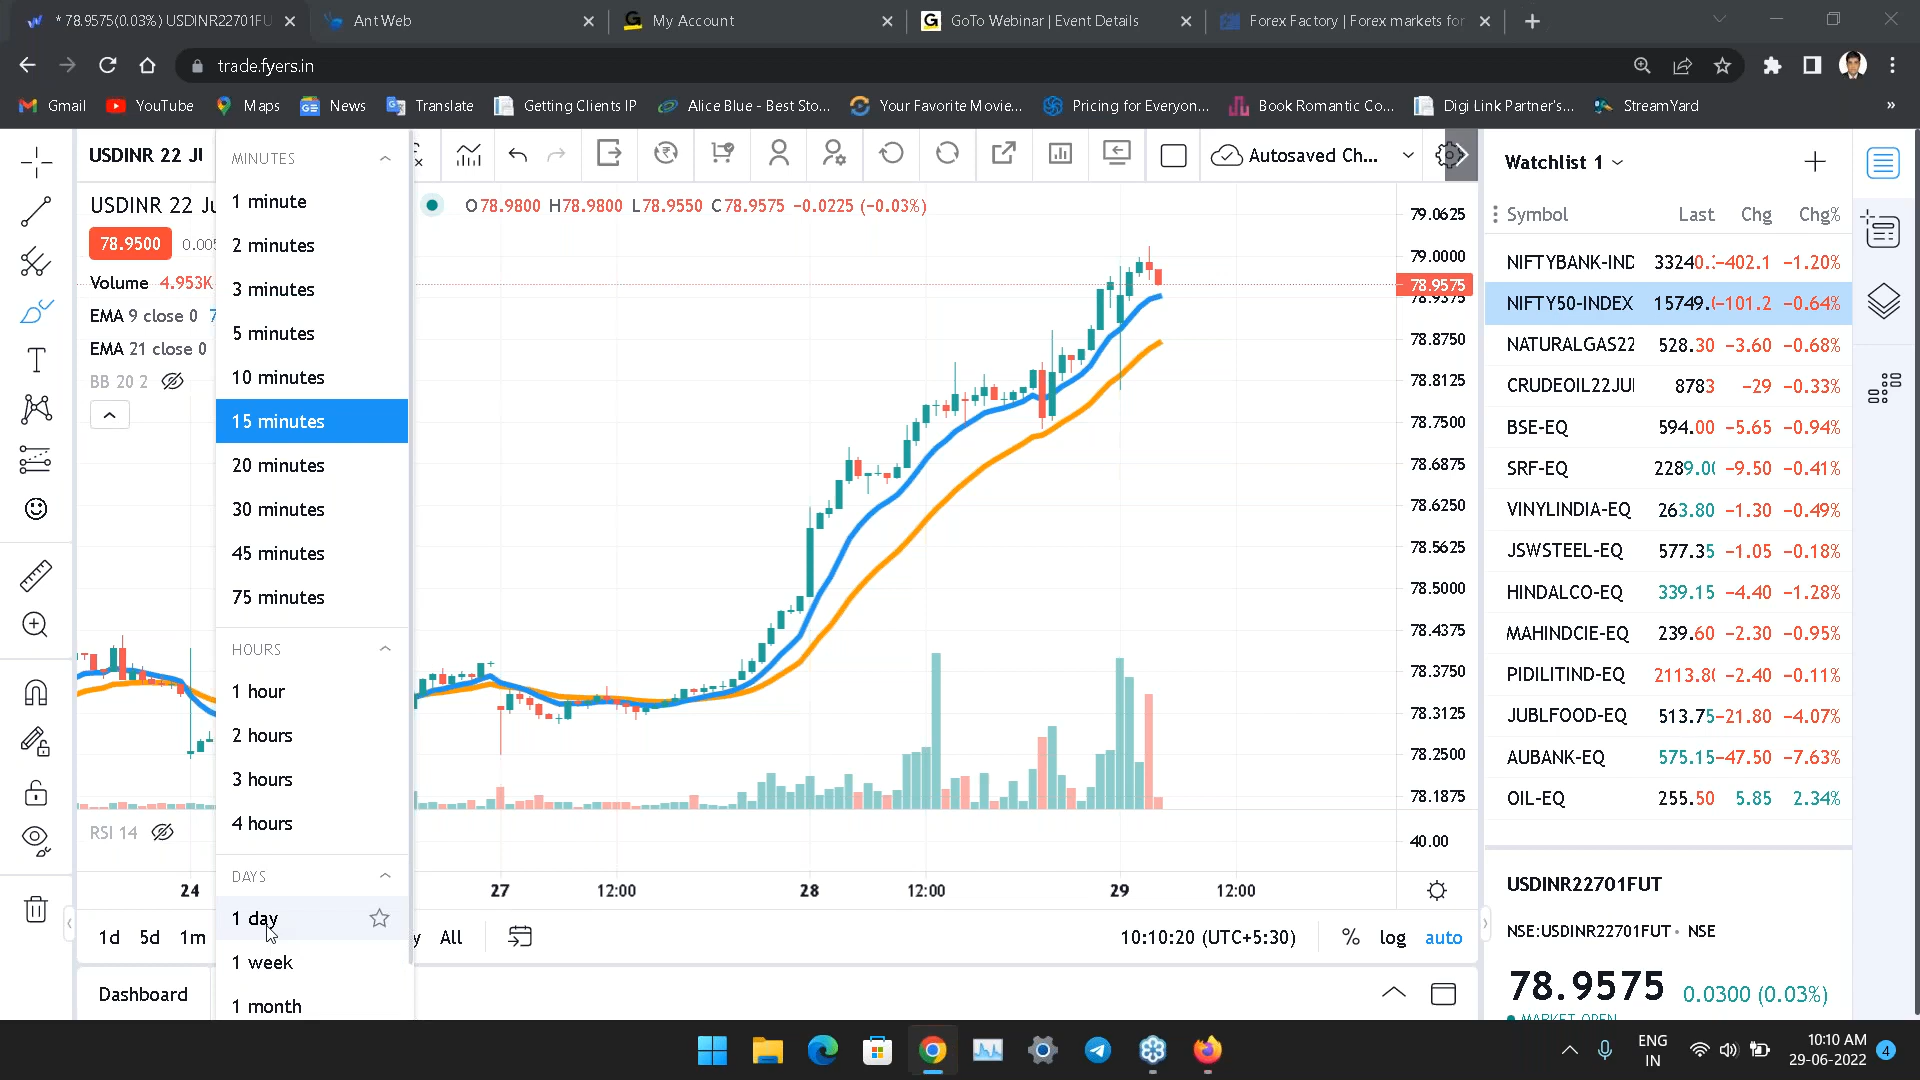 * 78.9575(0.03%) USDINR22701FU
Ant Web
My Account
GoTo Webinar | Event Details
Forex Factory | Forex markets for
trade.fyers.in
Gmail
YouTube
Maps
News
Translate
Getting Clients IP
Alice Blue - Best Sto...
Your Favorite Movie...
Pricing for Everyon...
Book Romantic Co...
Digi Link Partner's...
StreamYard
»
USDINR 22 JU
Autosaved Ch...
USDINR 22 Ju
O78.9800 H78.9800 L78.9550 C78.9575 −0.0225 (−0.03%)
78.9500 0.005
Volume 4.953K
EMA 9 close 0 7
EMA 21 close 0
BB 20 2
RSI 14
MINUTES
1 minute
2 minutes
3 minutes
5 minutes
10 minutes
15 minutes
20 minutes
30 minutes
45 minutes
75 minutes
HOURS
1 hour
2 hours
3 hours
4 hours
DAYS
1 day
1 week
1 month
79.0625
79.0000
78.9575
78.9375
78.8750
78.8125
78.7500
78.6875
78.6250
78.5625
78.5000
78.4375
78.3750
78.3125
78.2500
78.1875
40.00
24 27 12:00 28 12:00 29 12:00
1d 5d 1m y All
10:10:20 (UTC+5:30) % log auto
Dashboard
Watchlist 1
Symbol Last Chg Chg%
NIFTYBANK-IND 33240. −402.1 −1.20%
NIFTY50-INDEX 15749. −101.2 −0.64%
NATURALGAS22 528.30 −3.60 −0.68%
CRUDEOIL22JUI 8783 −29 −0.33%
BSE-EQ 594.00 −5.65 −0.94%
SRF-EQ 2289.0 −9.50 −0.41%
VINYLINDIA-EQ 263.80 −1.30 −0.49%
JSWSTEEL-EQ 577.35 −1.05 −0.18%
HINDALCO-EQ 339.15 −4.40 −1.28%
MAHINDCIE-EQ 239.60 −2.30 −0.95%
PIDILITIND-EQ 2113.8 −2.40 −0.11%
JUBLFOOD-EQ 513.75 −21.80 −4.07%
AUBANK-EQ 575.15 −47.50 −7.63%
OIL-EQ 255.50 5.85 2.34%
USDINR22701FUT
NSE:USDINR22701FUT • NSE
78.9575 0.0300 (0.03%)
MARKET OPEN
ENG
IN
10:10 AM
29-06-2022
4